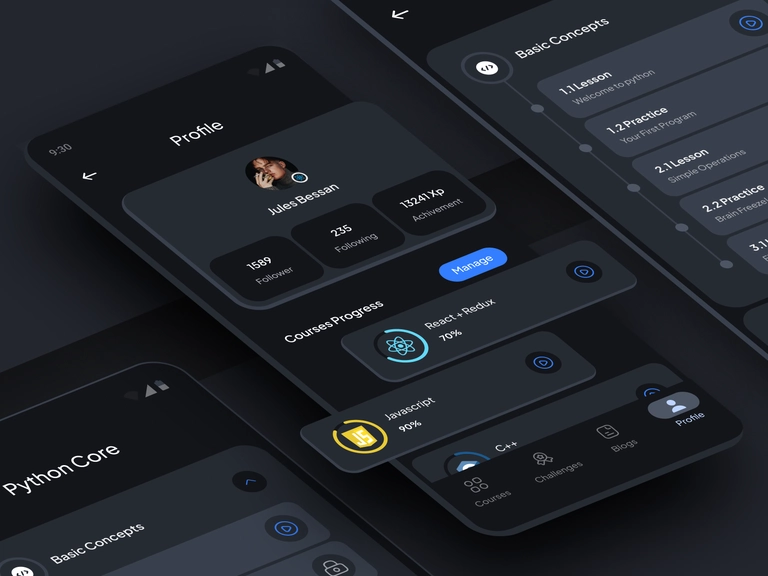 9:30
Profile
Jules Bessan
1589
Follower
235
Following
13241 Xp
Achivement
Courses Progress
Manage
React + Redux
70%
Javascript
90%
JS
C++
Courses
Challenges
Blogs
Profile
Basic Concepts
1.1 Lesson
Welcome to python
1.2 Practice
Your First Program
2.1 Lesson
Simple Operations
2.2 Practice
Brain Freeze!
Python Core
Basic Concepts